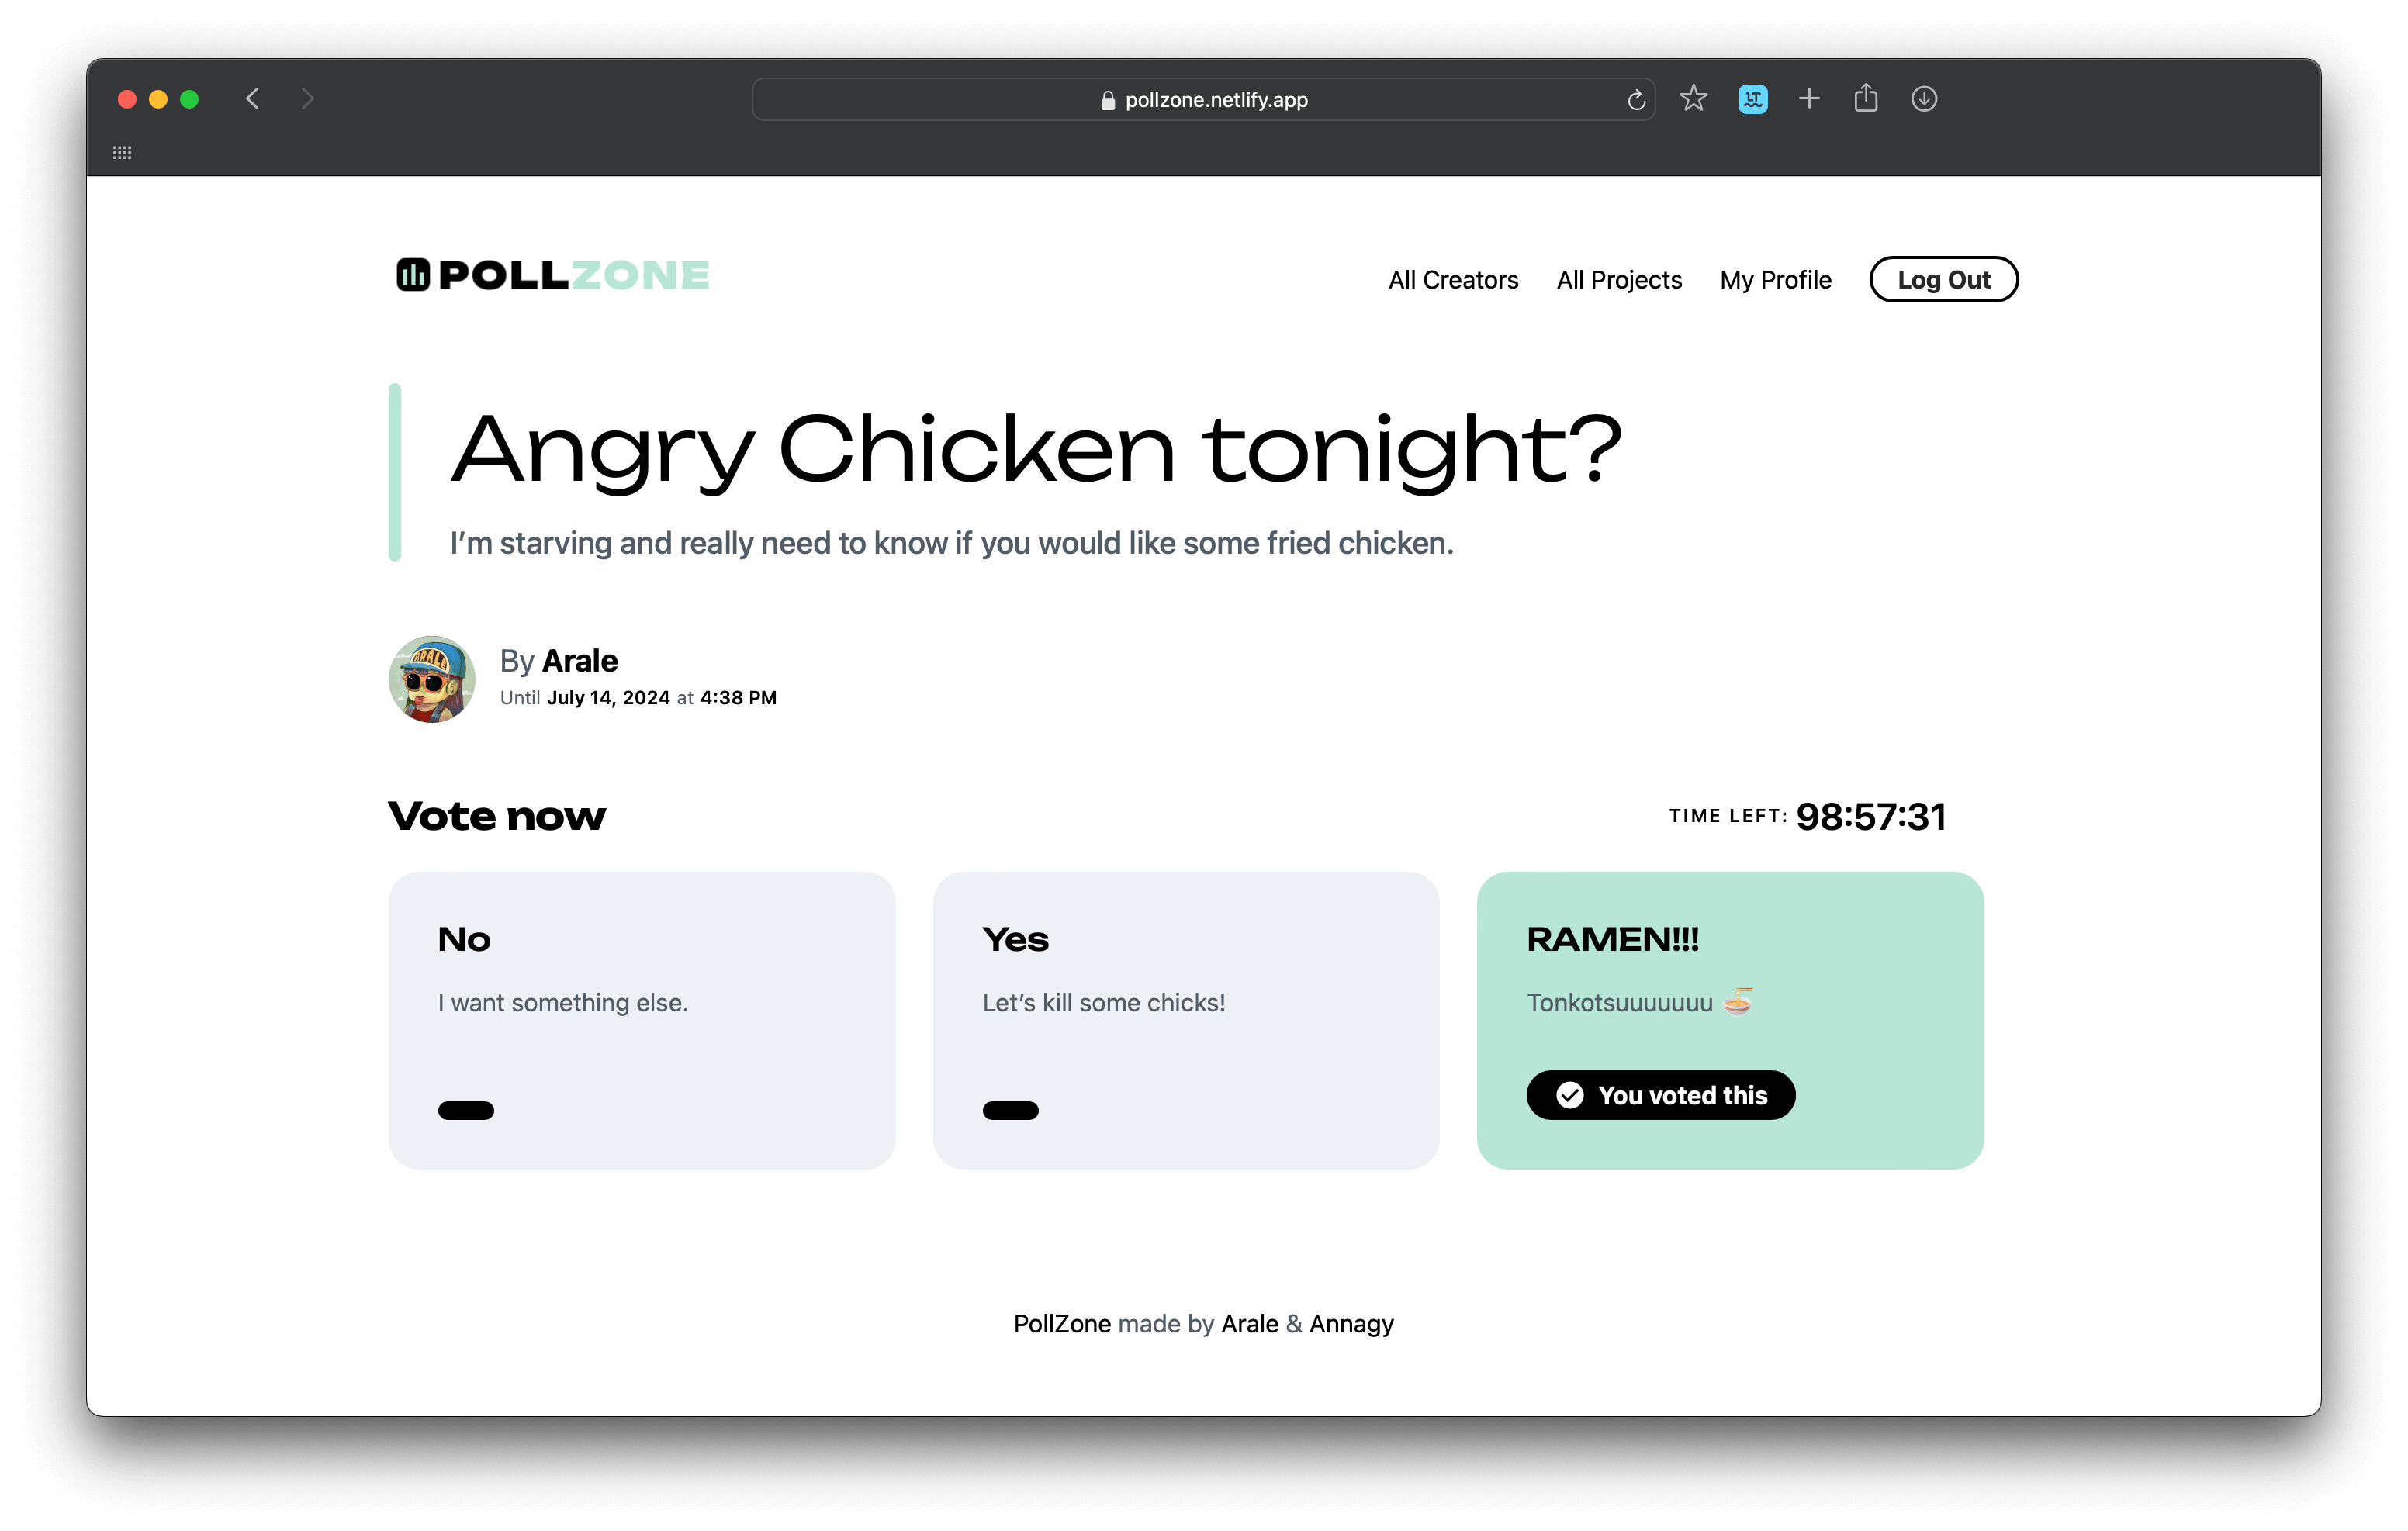 pollzone.netlify.app
LT
POLLZONE
All Creators All Projects My Profile Log Out
Angry Chicken tonight?
I’m starving and really need to know if you would like some fried chicken.
ARALE
By Arale
Until July 14, 2024 at 4:38 PM
Vote now
TIME LEFT: 98:57:31
No
I want something else.
Yes
Let’s kill some chicks!
RAMEN!!!
Tonkotsuuuuuuu 🍜
You voted this
PollZone made by Arale & Annagy